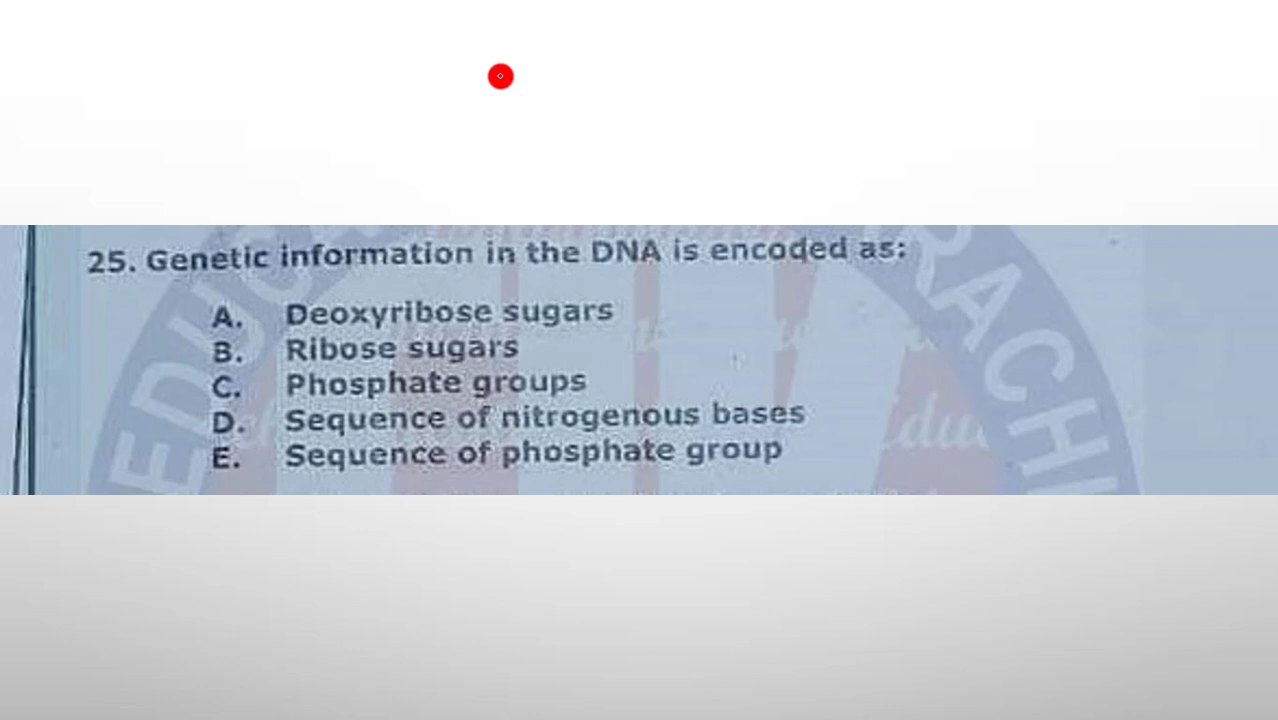 25. Genetic information in the DNA is encoded as:
A. Deoxyribose sugars
B. Ribose sugars
C. Phosphate groups
D. Sequence of nitrogenous bases
E. Sequence of phosphate group